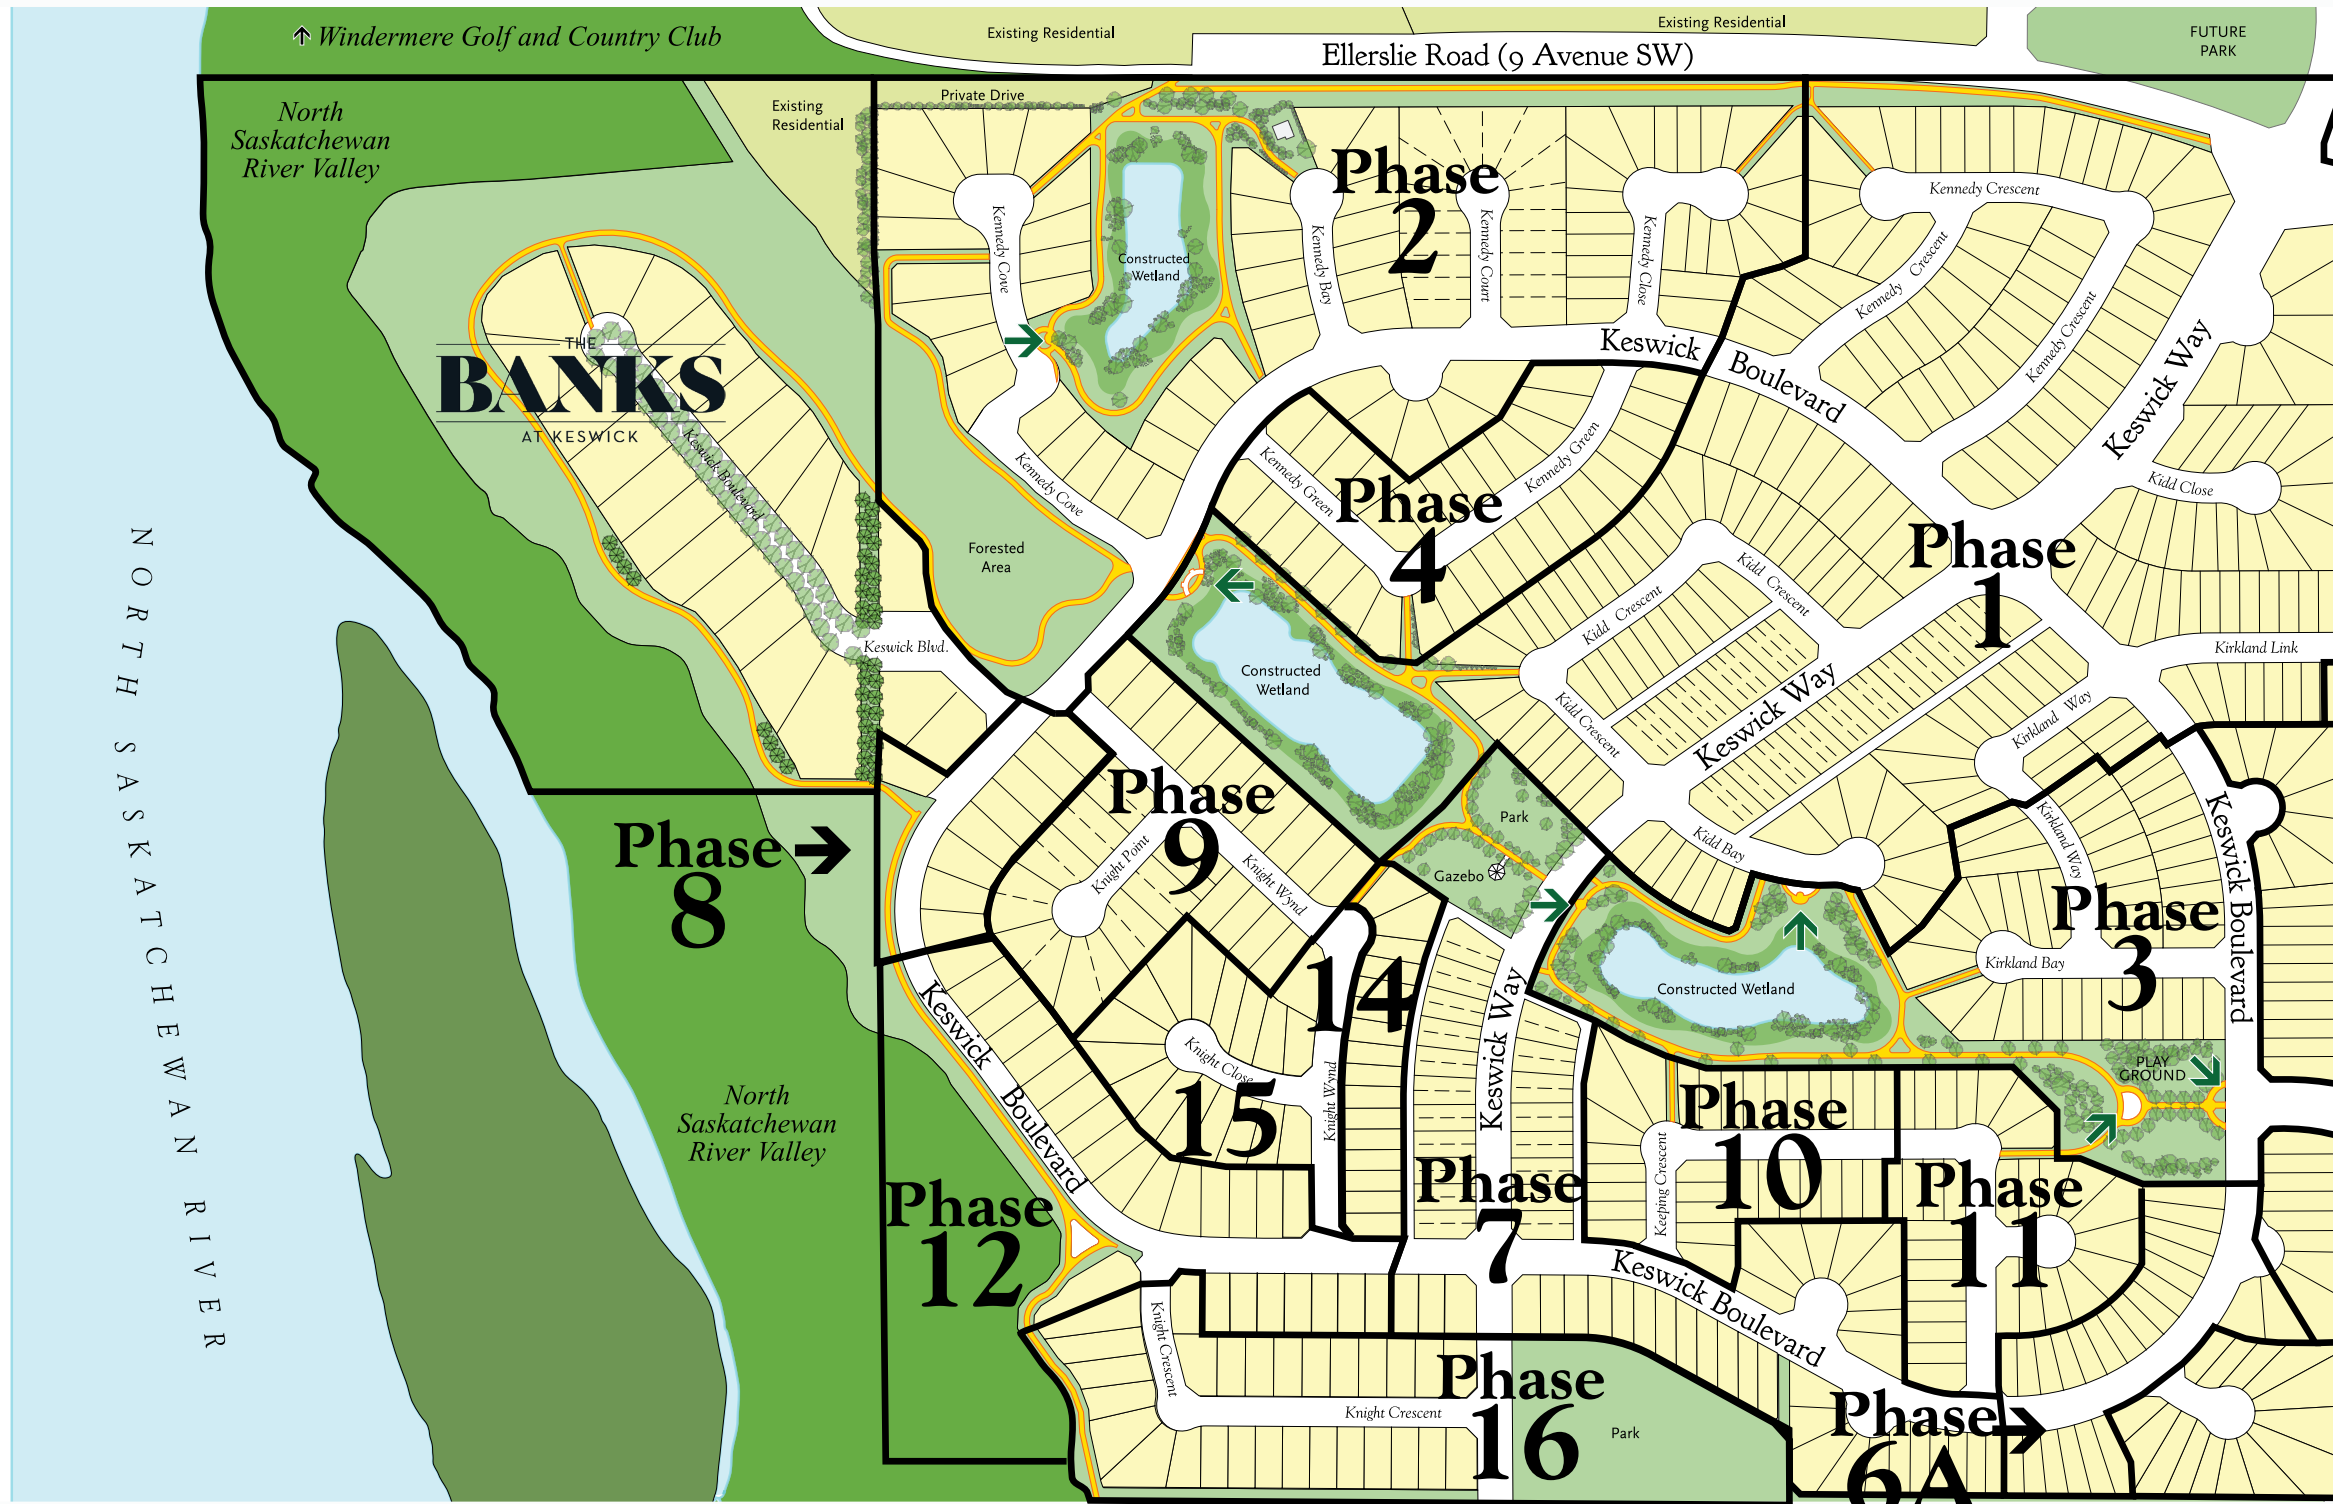 Windermere Golf and Country Club
Existing Residential
Existing Residential
Ellerslie Road (9 Avenue SW)
FUTURE
PARK
North
Saskatchewan
River Valley
Existing
Residential
Private Drive
Kennedy Cove
Constructed
Wetland
Kennedy Bay
Phase
2
Kennedy Court
Kennedy Close
Kennedy Crescent
Kennedy Crescent
Kennedy Crescent
Keswick Boulevard
Keswick Way
THE
BANKS
AT KESWICK
Keswick Boulevard
Kennedy Cove
Kennedy Green
Kennedy Green
Phase
4
Kidd Close
Forested
Area
Kidd Crescent
Kidd Crescent
Phase
1
Keswick Blvd.
Kirkland Link
Constructed
Wetland
Kidd Crescent
Keswick Way
Kirkland Way
NORTH SASKATCHEWAN RIVER
Phase
8
Phase
9
Knight Point
Knight Wynd
Park
Gazebo
Kidd Bay
Kirkland Way
Keswick Boulevard
Phase
3
Kirkland Bay
Constructed Wetland
14
Keswick Way
Keswick Boulevard
Knight Close
15
Knight Wynd
PLAY
GROUND
North
Saskatchewan
River Valley
Phase
10
Keeping Crescent
Phase
7
Phase
11
Phase
12
Keswick Boulevard
Knight Crescent
Knight Crescent
Phase
16
Park
Phase
6A